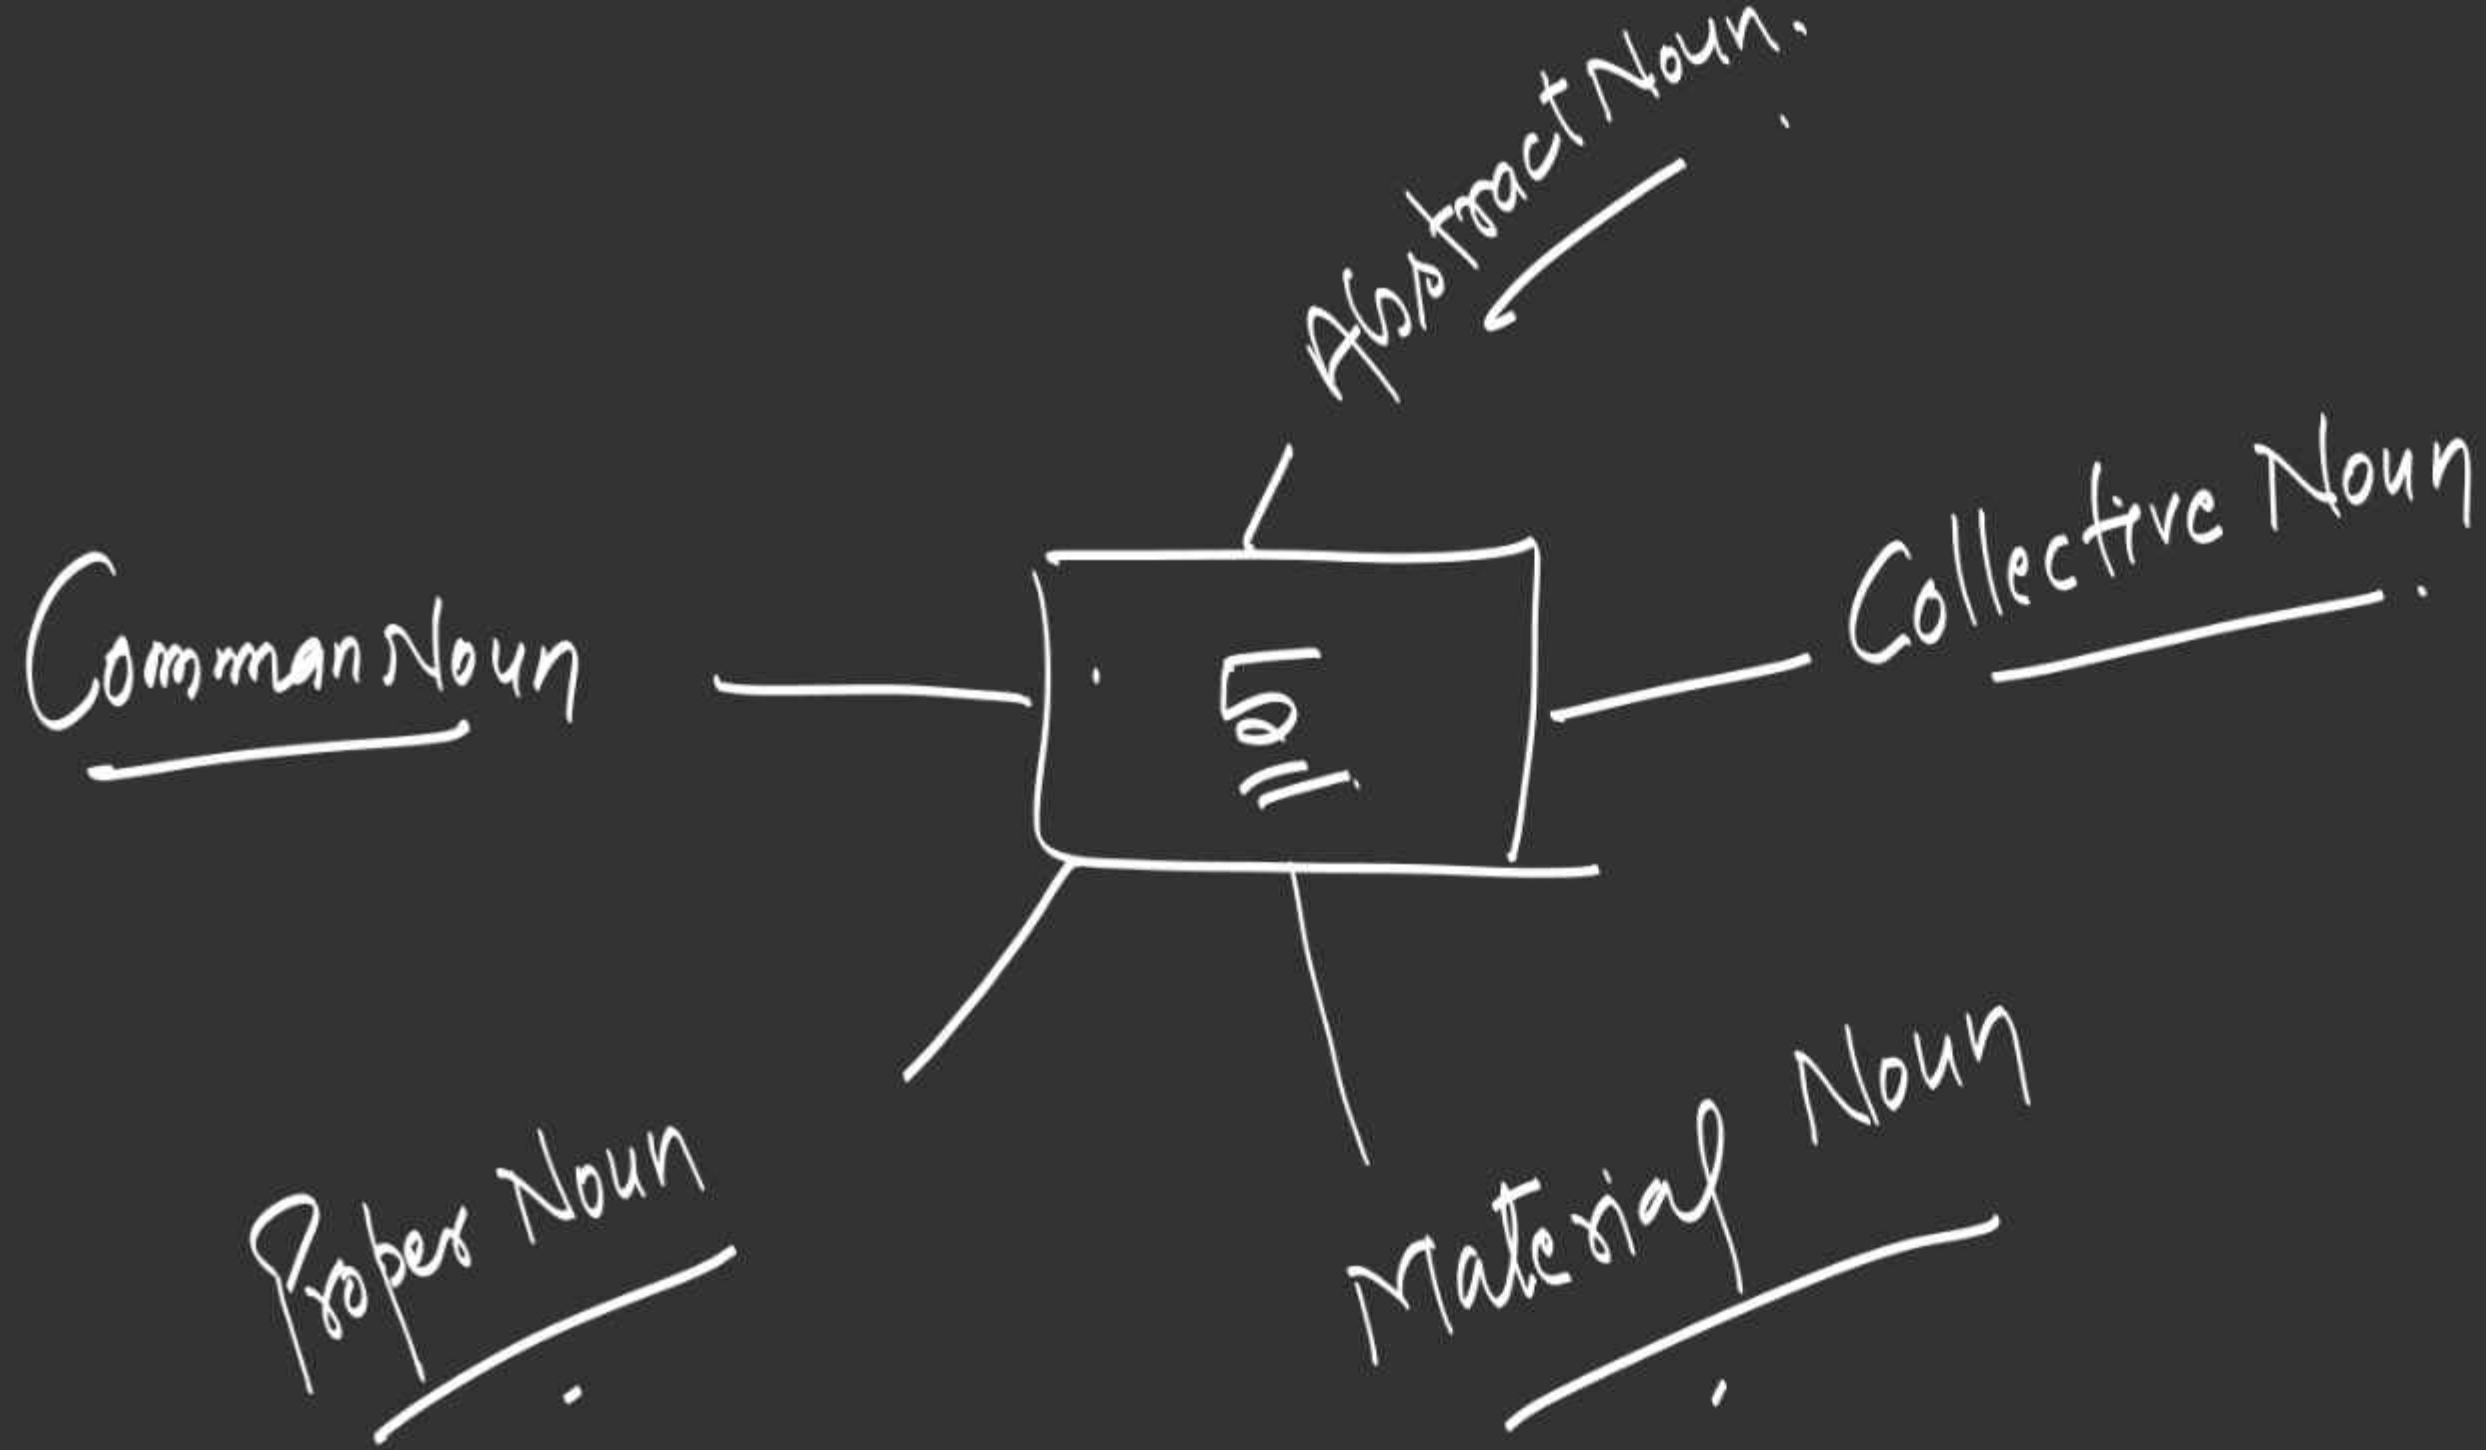 Abstract Noun.
Collective Noun
Comman Noun
5
Proper Noun
Material Noun